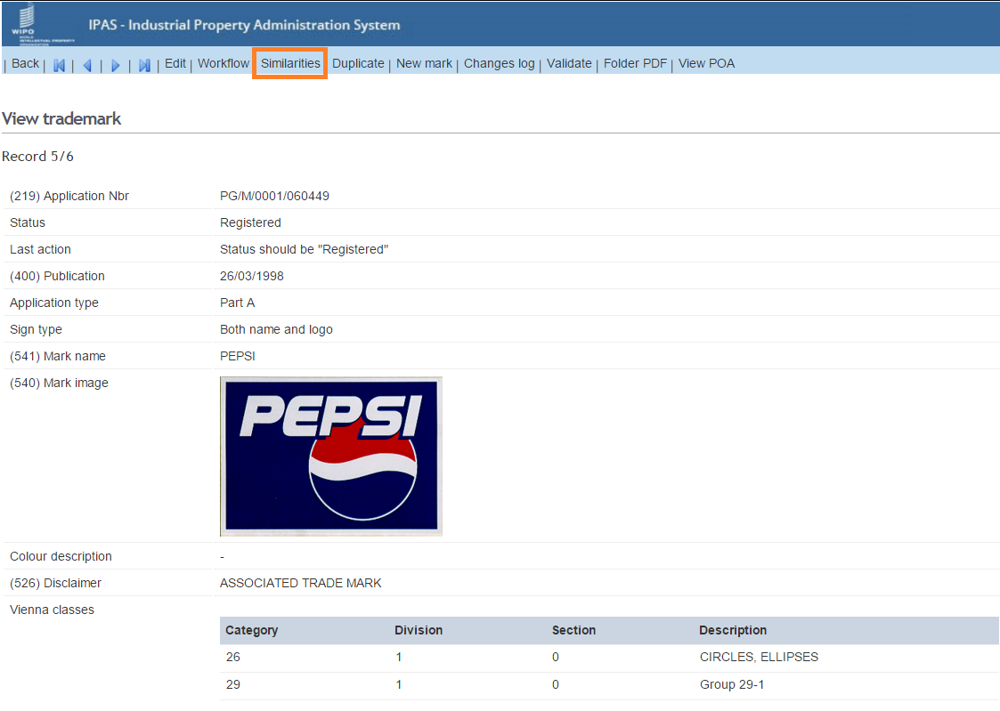 WIPO
WORLD
INTELLECTUAL PROPERTY
ORGANIZATION
IPAS - Industrial Property Administration System
| Back | | | | | Edit | Workflow Similarities Duplicate | New mark | Changes log | Validate | Folder PDF | View POA
View trademark
Record 5/6
(219) Application Nbr PG/M/0001/060449
Status Registered
Last action Status should be "Registered"
(400) Publication 26/03/1998
Application type Part A
Sign type Both name and logo
(541) Mark name PEPSI
(540) Mark image
PEPSI
Colour description -
(526) Disclaimer ASSOCIATED TRADE MARK
Vienna classes
Category Division Section Description
26 1 0 CIRCLES, ELLIPSES
29 1 0 Group 29-1